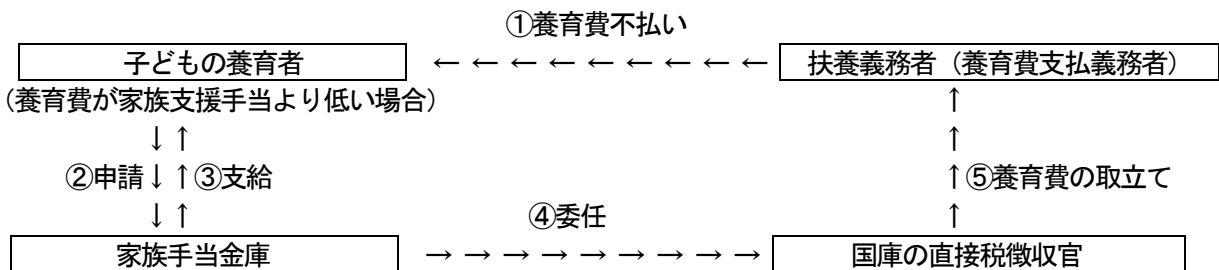 ①養育費不払い
子どもの養育者 ← ← ← ← ← ← ← ← ← 扶養義務者（養育費支払義務者）
（養育費が家族支援手当より低い場合） ↑
↓ ↑ ↑
②申請↓ ↑③支給 ↑⑤養育費の取立て
↓ ↑ ④委任 ↑
家族手当金庫 → → → → → → → → → 国庫の直接税徴収官